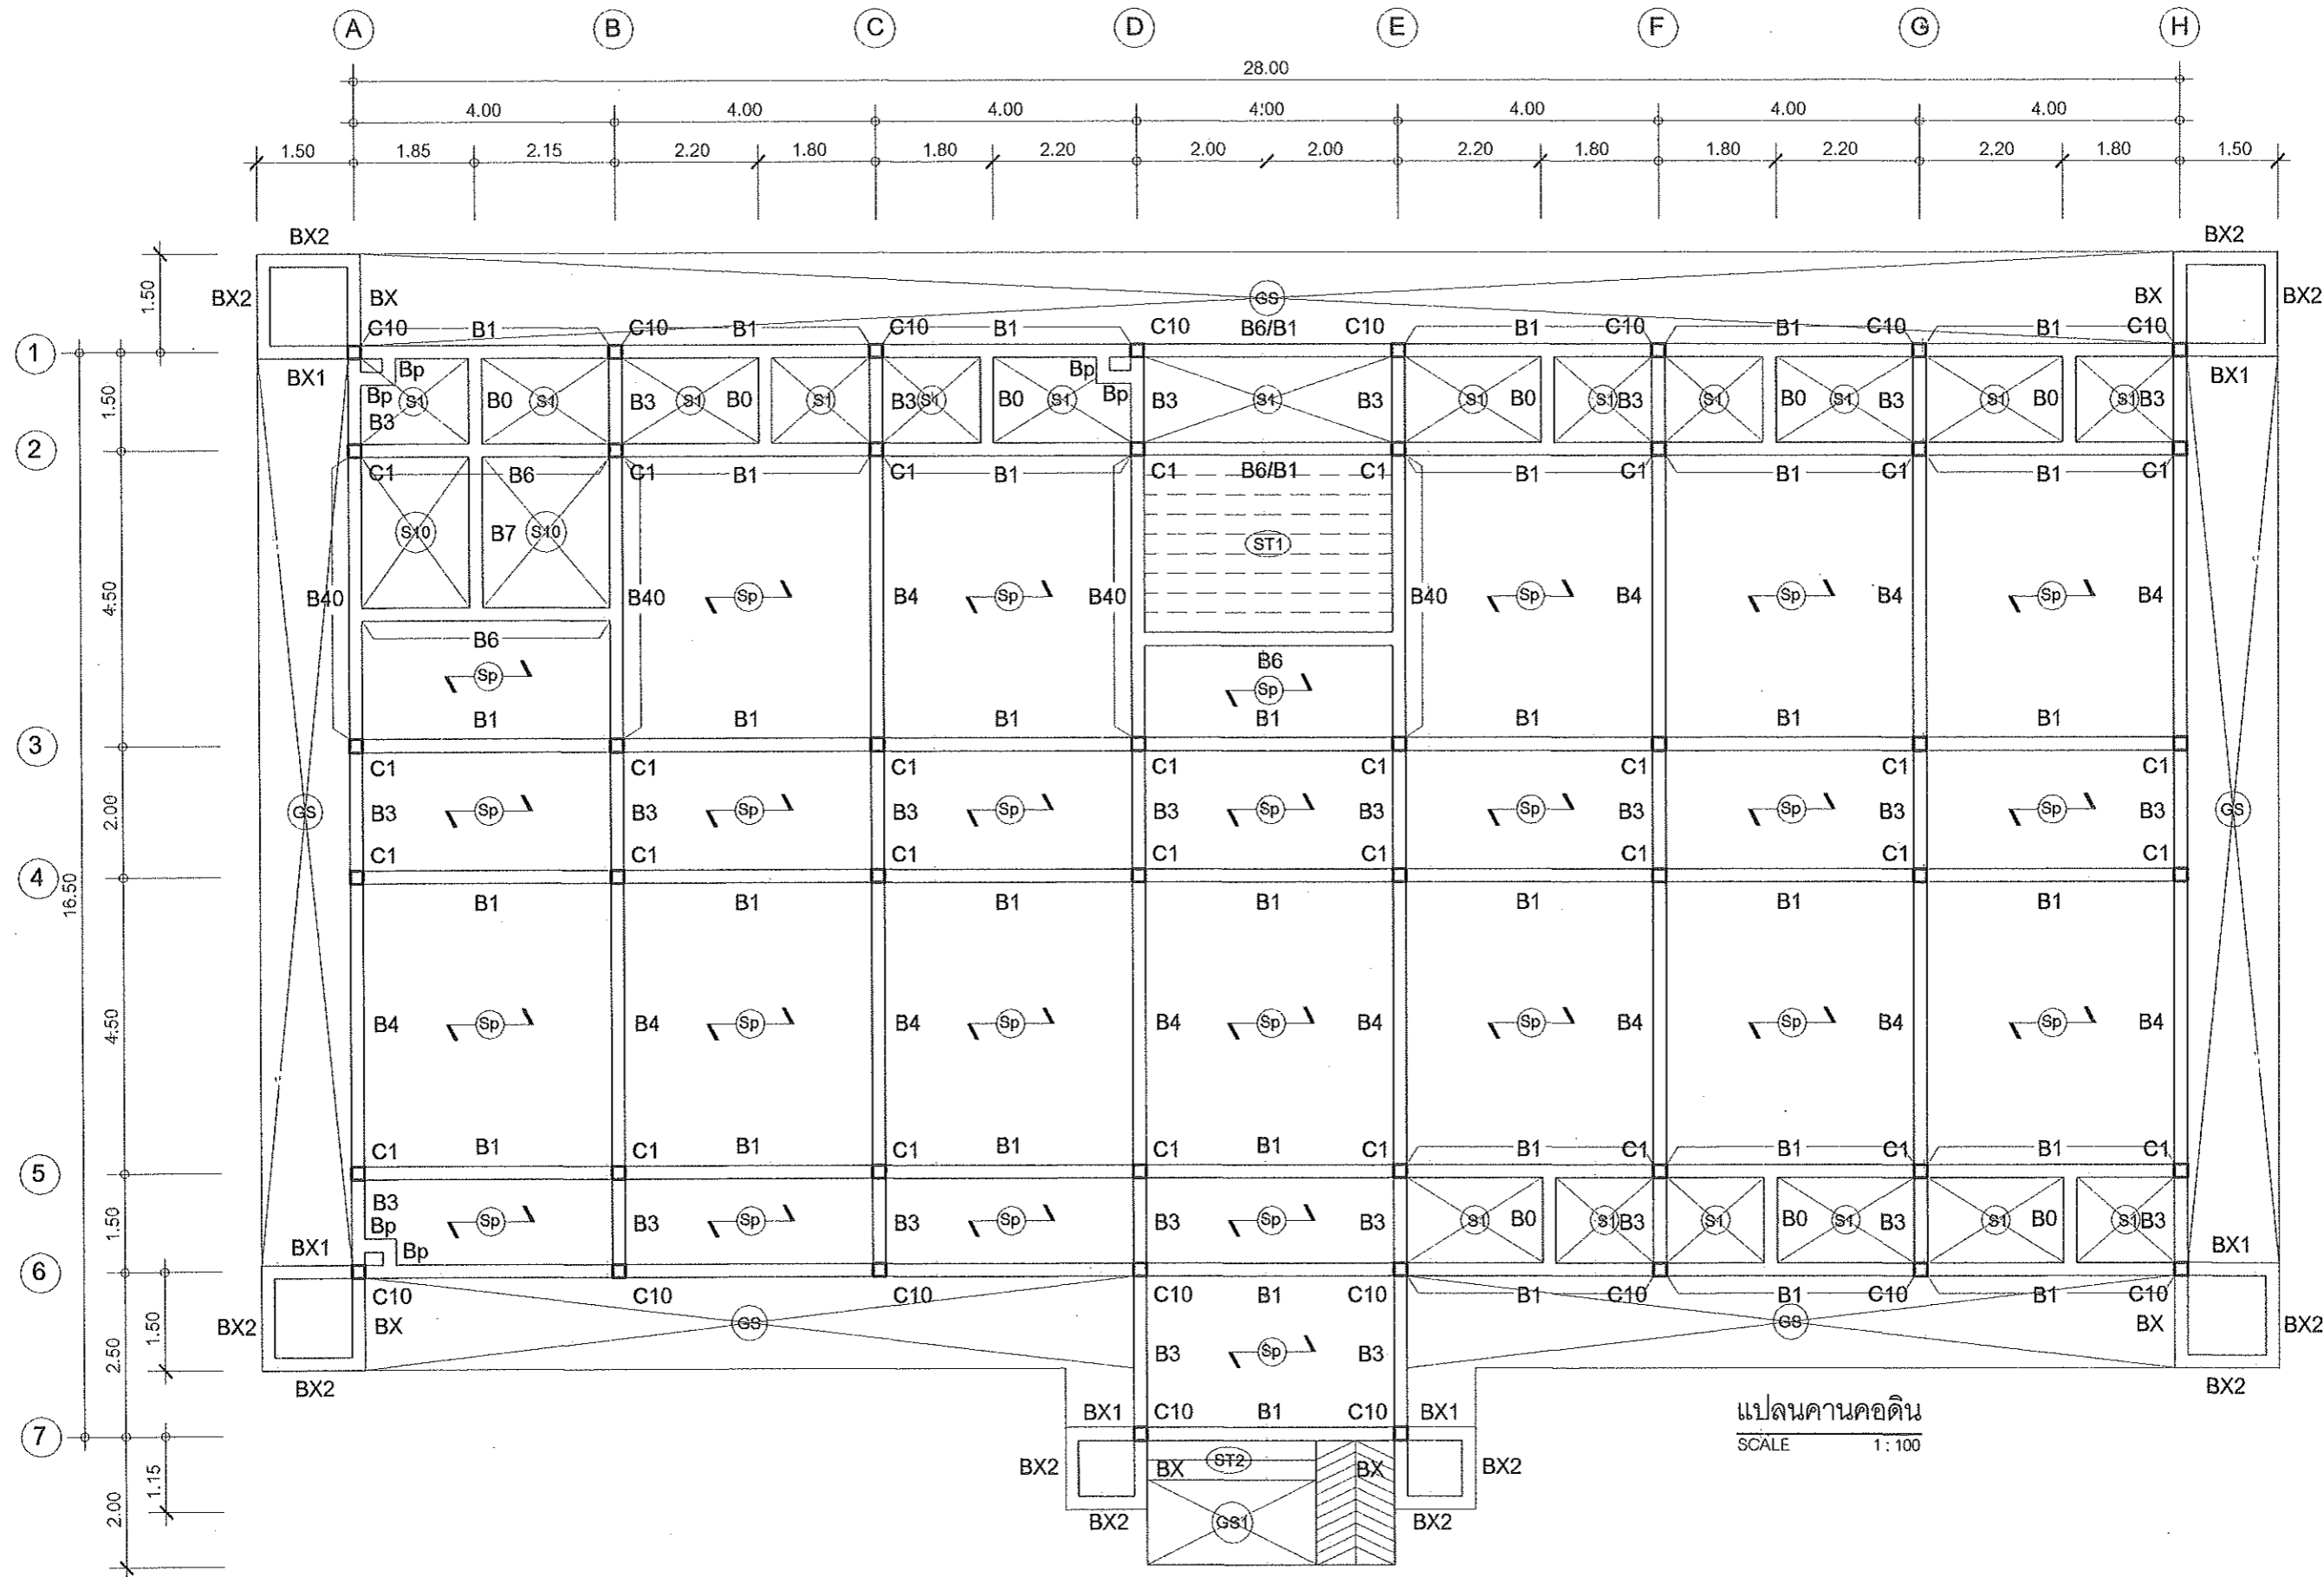 A B C D E F G H
28.00
4.00 4.00 4.00 4.00 4.00 4.00 4.00
1.50 1.85 2.15 2.20 1.80 1.80 2.20 2.00 2.00 2.20 1.80 1.80 2.20 2.20 1.80 1.50
BX2 BX2
1.50 BX2 BX GS BX BX2
C10 B1 C10 B1 C10 B1 C10 B6/B1 C10 B1 C10 B1 C10 B1 C10
1
BX1 Bp Bp BX1
1.50 Bp B3 S1 B0 S1 B3 S1 B0 S1 B3 S1 B0 S1 Bp B3 S1 B3 S1 B0 S1 B3 S1 B0 S1 B3 S1 B0 S1 B3
2
C1 B6 C1 B1 C1 B1 C1 B6/B1 C1 B1 C1 B1 C1 B1 C1
S10 B7 S10 ST1
4.50 B40 B40 Sp B4 Sp B40 B40 Sp B4 Sp B4 Sp B4
B6 B6
Sp Sp
B1 B1 B1 B1 B1 B1 B1
3
C1 C1 C1 C1 C1 C1 C1 C1
2.00 GS B3 Sp B3 Sp B3 Sp B3 Sp B3 Sp B3 Sp B3 Sp B3 GS
C1 C1 C1 C1 C1 C1 C1 C1
4
16.50
B1 B1 B1 B1 B1 B1 B1
4.50 B4 Sp B4 Sp B4 Sp B4 Sp B4 Sp B4 Sp B4 Sp B4
C1 B1 C1 B1 C1 B1 C1 B1 C1 B1 C1 B1 C1 B1 C1
5
1.50 B3 Bp Sp B3 Sp B3 Sp B3 Sp B3 S1 B0 S1 B3 S1 B0 S1 B3 S1 B0 S1 B3
BX1 Bp BX1
6
C10 C10 C10 C10 B1 C10 B1 C10 B1 C10 B1 C10
1.50 BX2 BX GS GS BX BX2
2.50 B3 Sp B3
BX2 BX2
BX1 C10 B1 C10 BX1
แปลนคานคอดิน
SCALE 1 : 100
7
1.15 BX2 BX ST2 BX BX2
2.00 BX2 GS1 BX2